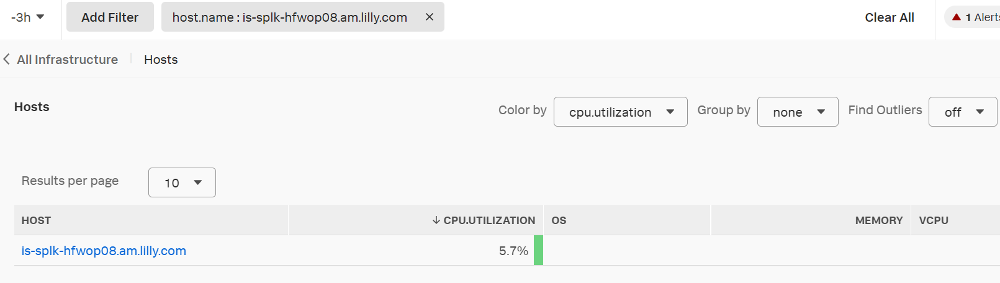 -3h Add Filter host.name : is-splk-hfwop08.am.lilly.com × Clear All 1 Alerts
All Infrastructure Hosts
Hosts Color by cpu.utilization Group by none Find Outliers off
Results per page 10
HOST ↓ CPU.UTILIZATION OS MEMORY VCPU
is-splk-hfwop08.am.lilly.com 5.7%